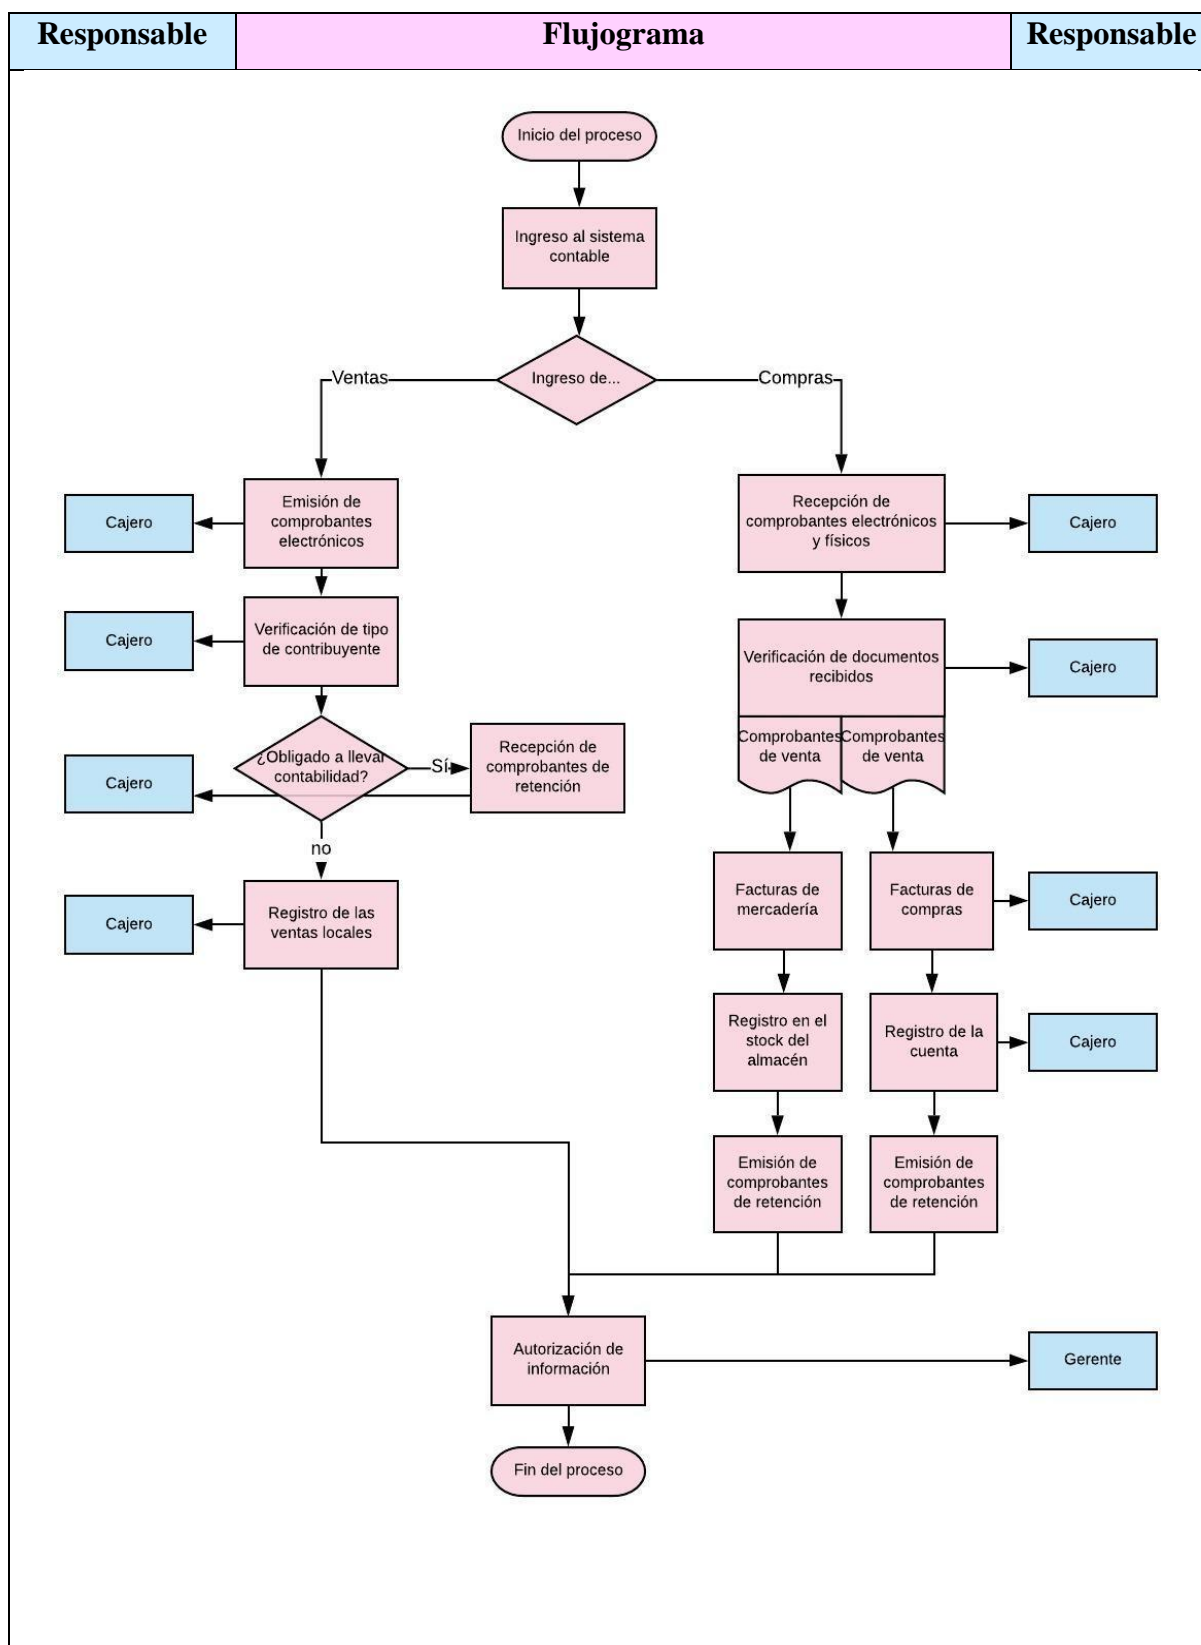 Responsable
Flujograma
Responsable
Inicio del proceso
Ingreso al sistema
contable
Ingreso de...
Ventas
Compras
Emisión de
comprobantes
electrónicos
Cajero
Recepción de
comprobantes electrónicos
y físicos
Cajero
Verificación de tipo
de contribuyente
Cajero
Verificación de documentos
recibidos
Cajero
Comprobantes
de venta
Comprobantes
de venta
¿Obligado a llevar
contabilidad?
Sí
Recepción de
comprobantes de
retención
Cajero
no
Registro de las
ventas locales
Cajero
Facturas de
mercadería
Facturas de
compras
Cajero
Registro en el
stock del
almacén
Registro de la
cuenta
Cajero
Emisión de
comprobantes
de retención
Emisión de
comprobantes
de retención
Autorización de
información
Gerente
Fin del proceso